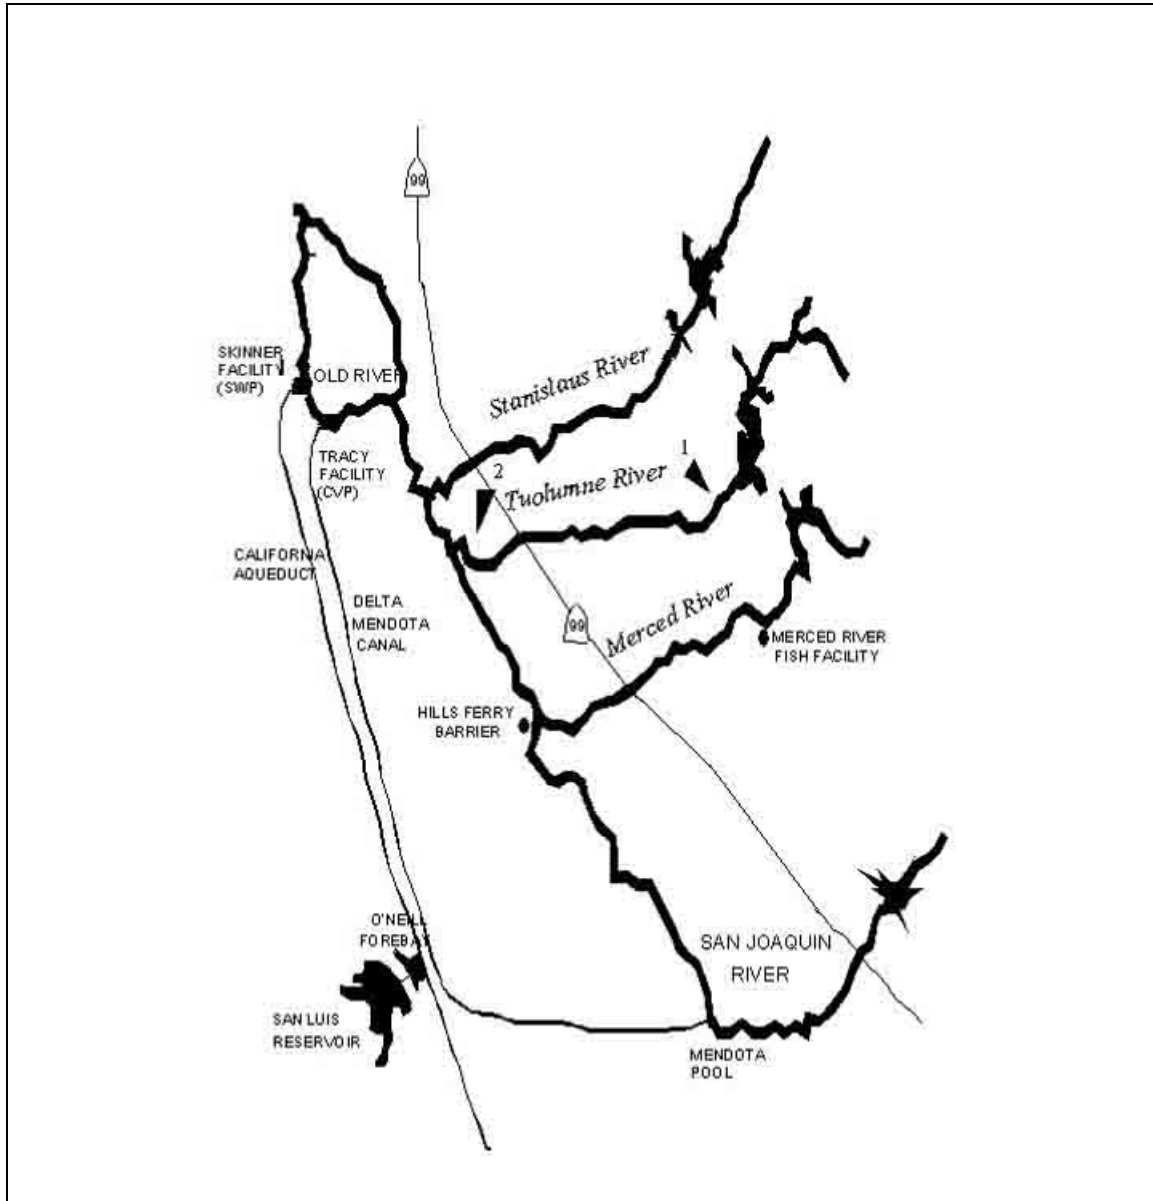 99
SKINNER
FACILITY
(SWP)
OLD RIVER
Stanislaus River
TRACY
FACILITY
(CVP)
2
Tuolumne River
1
CALIFORNIA
AQUEDUCT
DELTA
MENDOTA
CANAL
99
Merced River
MERCED RIVER
FISH FACILITY
HILLS FERRY
BARRIER
O'NEILL
FOREBAY
SAN JOAQUIN
RIVER
SAN LUIS
RESERVOIR
MENDOTA
POOL